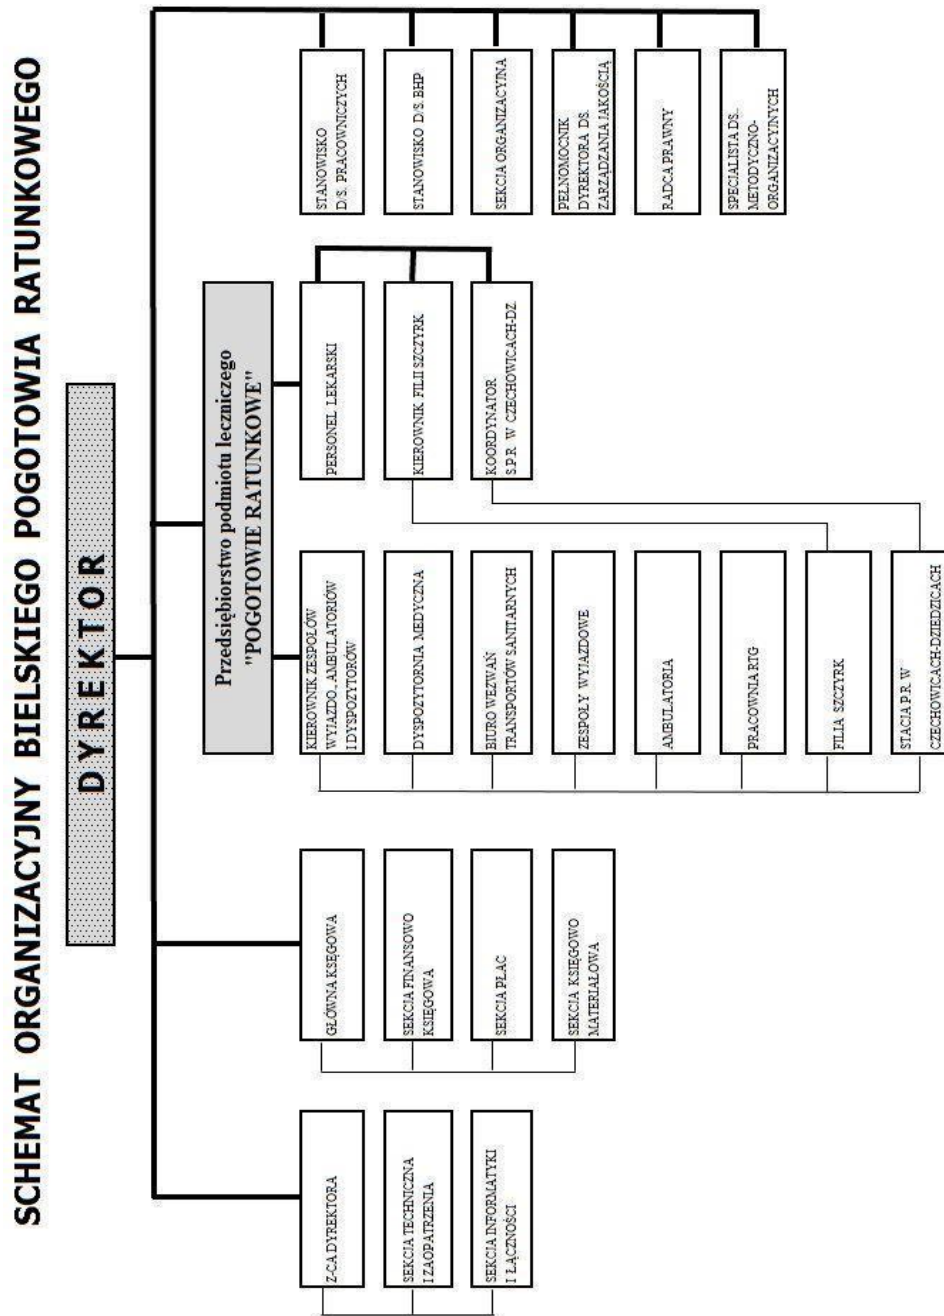 SCHEMAT ORGANIZACYJNY BIELSKIEGO POGOTOWIA RATUNKOWEGO
DYREKTOR
Przedsiębiorstwo podmiotu leczniczego
"POGOTOWIE RATUNKOWE"
Z-CA DYREKTORA
SEKCJA TECHNICZNA
I ZAOPATRZENIA
SEKCJA INFORMATYKI
I ŁĄCZNOŚCI
GŁÓWNA KSIĘGOWA
SEKCJA FINANSOWO
KSIĘGOWA
SEKCJA PŁAC
SEKCJA KSIĘGOWO
MATERIAŁOWA
KIEROWNIK ZESPOŁÓW
WYJAZDO, AMBULATORIÓW
I DYSPOZYTORÓW
DYSPOZYTORNIA MEDYCZNA
BIURO WEZWAŃ
TRANSPORTÓW SANITARNYCH
ZESPOŁY WYJAZDOWE
AMBULATORIA
PRACOWNIA RTG
FILIA SZCZYRK
STACJA P.R. W
CZECHOWICACH-DZIEDZICACH
PERSONEL LEKARSKI
KIEROWNIK FILII SZCZYRK
KOORDYNATOR
S.P.R. W CZECHOWICACH-DZ.
STANOWISKO
D/S. PRACOWNICZYCH
STANOWISKO D/S. BHP
SEKCJA ORGANIZACYJNA
PEŁNOMOCNIK
DYREKTORA DS.
ZARZĄDZANIA JAKOŚCIĄ
RADCA PRAWNY
SPECJALISTA DS.
METODYCZNO-
ORGANIZACYJNYCH